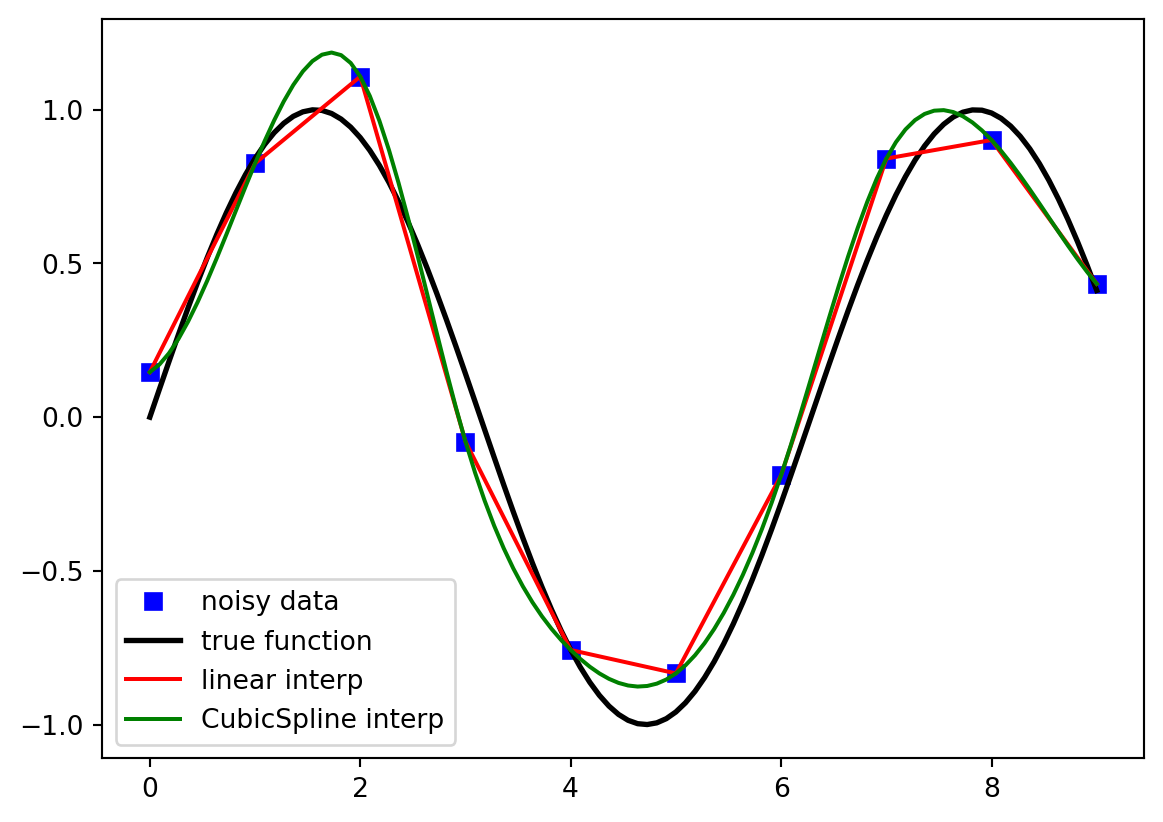 1.0
0.5
0.0
−0.5
−1.0
noisy data
true function
linear interp
CubicSpline interp
0 2 4 6 8